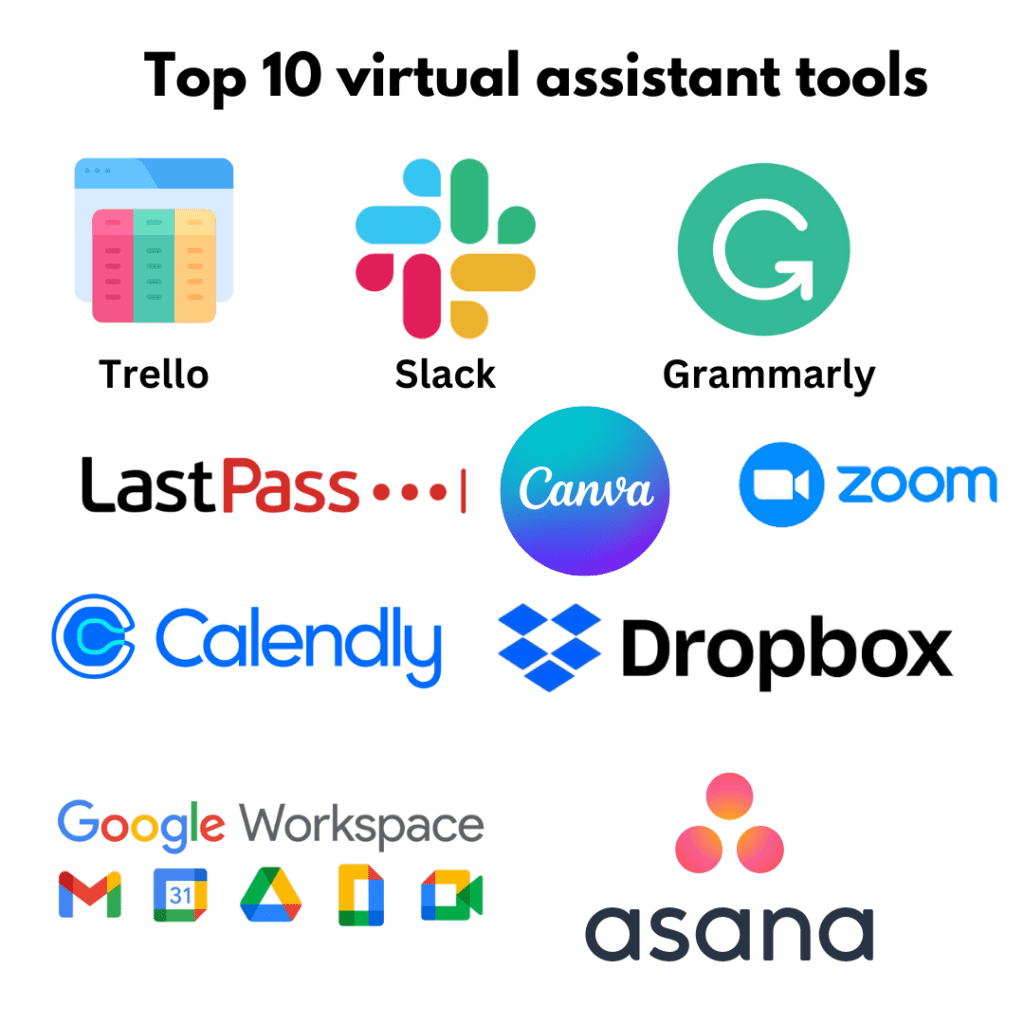 Top 10 virtual assistant tools
Trello
Slack
Grammarly
LastPass
Canva
zoom
Calendly
Dropbox
Google Workspace
31
asana